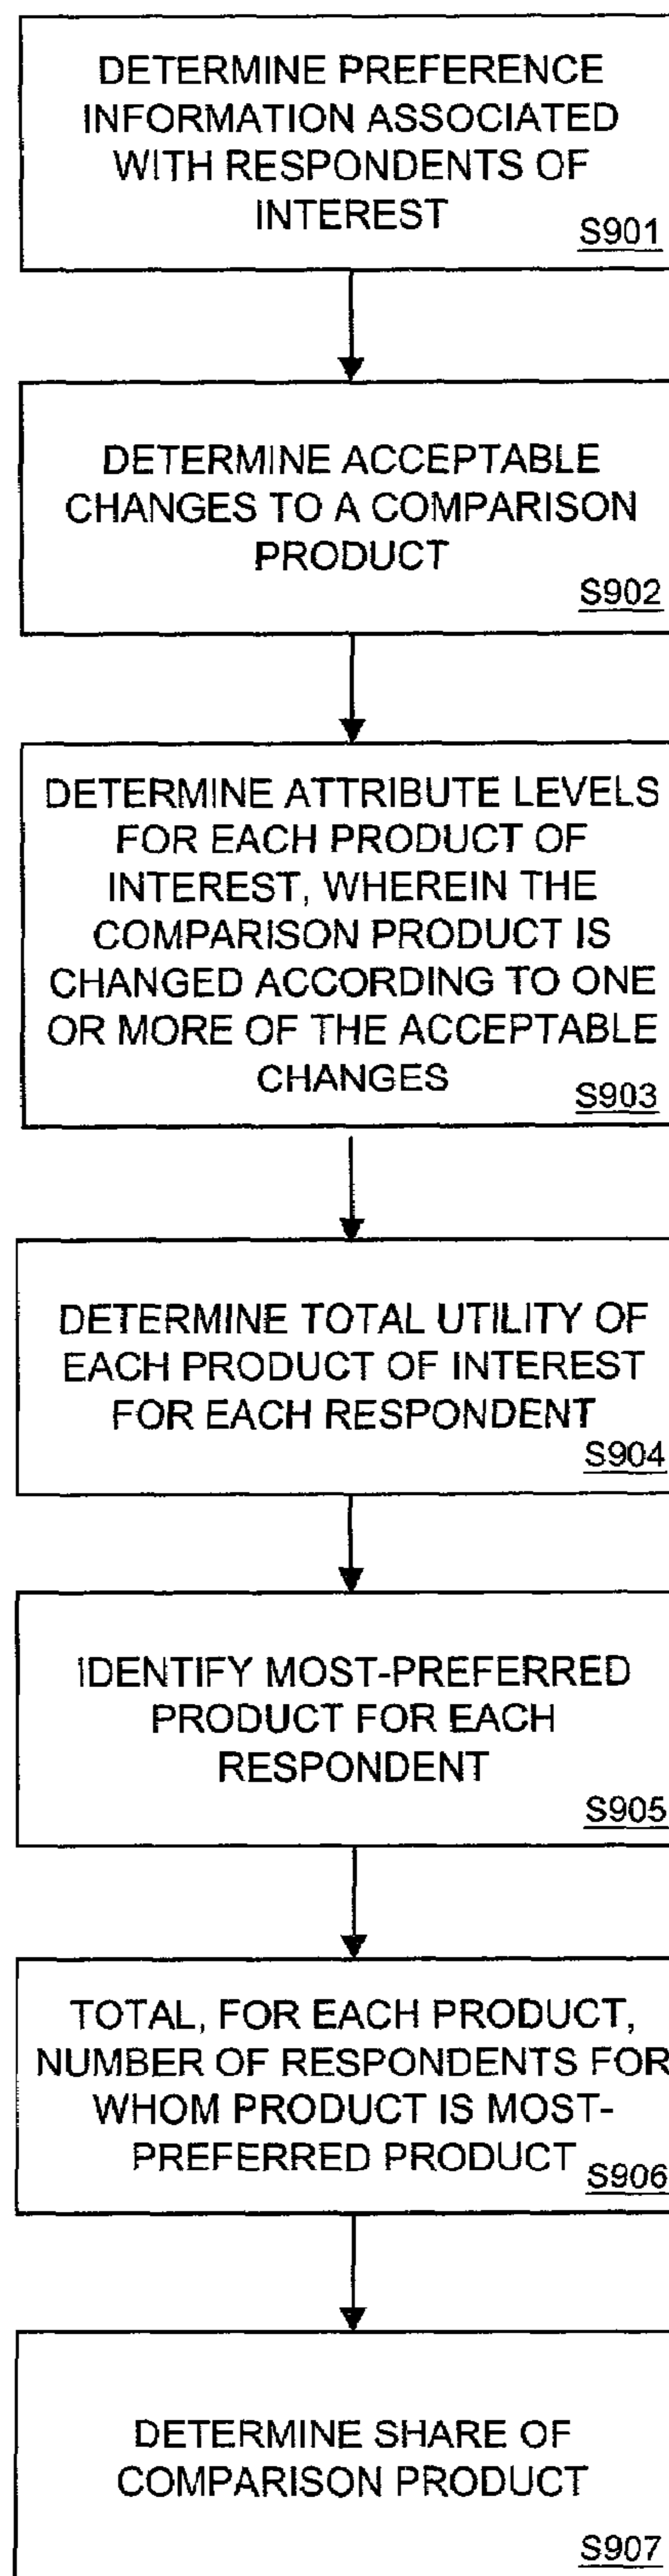 DETERMINE PREFERENCE
INFORMATION ASSOCIATED
WITH RESPONDENTS OF
INTEREST
S901
DETERMINE ACCEPTABLE
CHANGES TO A COMPARISON
PRODUCT
S902
DETERMINE ATTRIBUTE LEVELS
FOR EACH PRODUCT OF
INTEREST, WHEREIN THE
COMPARISON PRODUCT IS
CHANGED ACCORDING TO ONE
OR MORE OF THE ACCEPTABLE
CHANGES
S903
DETERMINE TOTAL UTILITY OF
EACH PRODUCT OF INTEREST
FOR EACH RESPONDENT
S904
IDENTIFY MOST-PREFERRED
PRODUCT FOR EACH
RESPONDENT
S905
TOTAL, FOR EACH PRODUCT,
NUMBER OF RESPONDENTS FOR
WHOM PRODUCT IS MOST-
PREFERRED PRODUCT
S906
DETERMINE SHARE OF
COMPARISON PRODUCT
S907